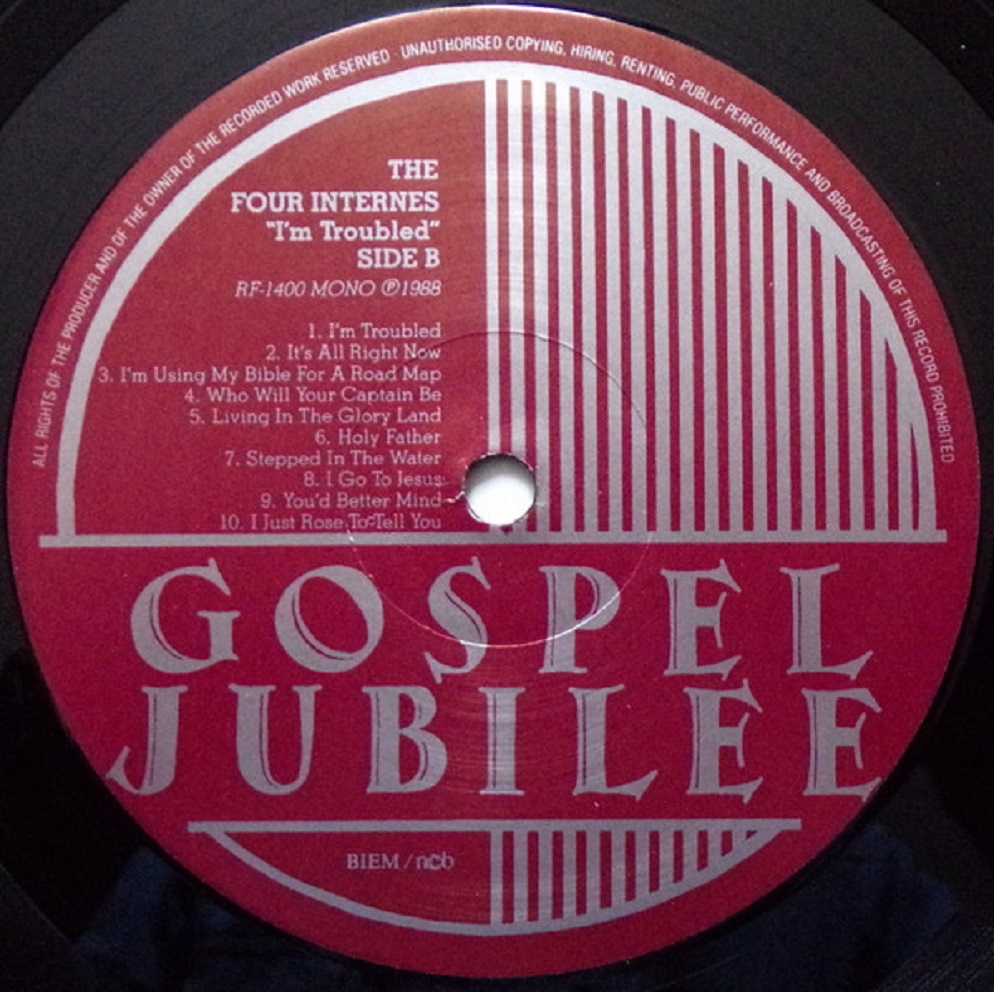 ALL RIGHTS OF THE PRODUCER AND OF THE OWNER OF THE RECORDED WORK RESERVED · UNAUTHORISED COPYING, HIRING, RENTING, PUBLIC PERFORMANCE AND BROADCASTING OF THIS RECORD PROHIBITED
THE
FOUR INTERNES
"I'm Troubled"
SIDE B
RF-1400 MONO ℗1988
1. I'm Troubled
2. It's All Right Now
3. I'm Using My Bible For A Road Map
4. Who Will Your Captain Be
5. Living In The Glory Land
6. Holy Father
7. Stepped In The Water
8. I Go To Jesus
9. You'd Better Mind
10. I Just Rose To Tell You
GOSPEL
JUBILEE
BIEM / ncb